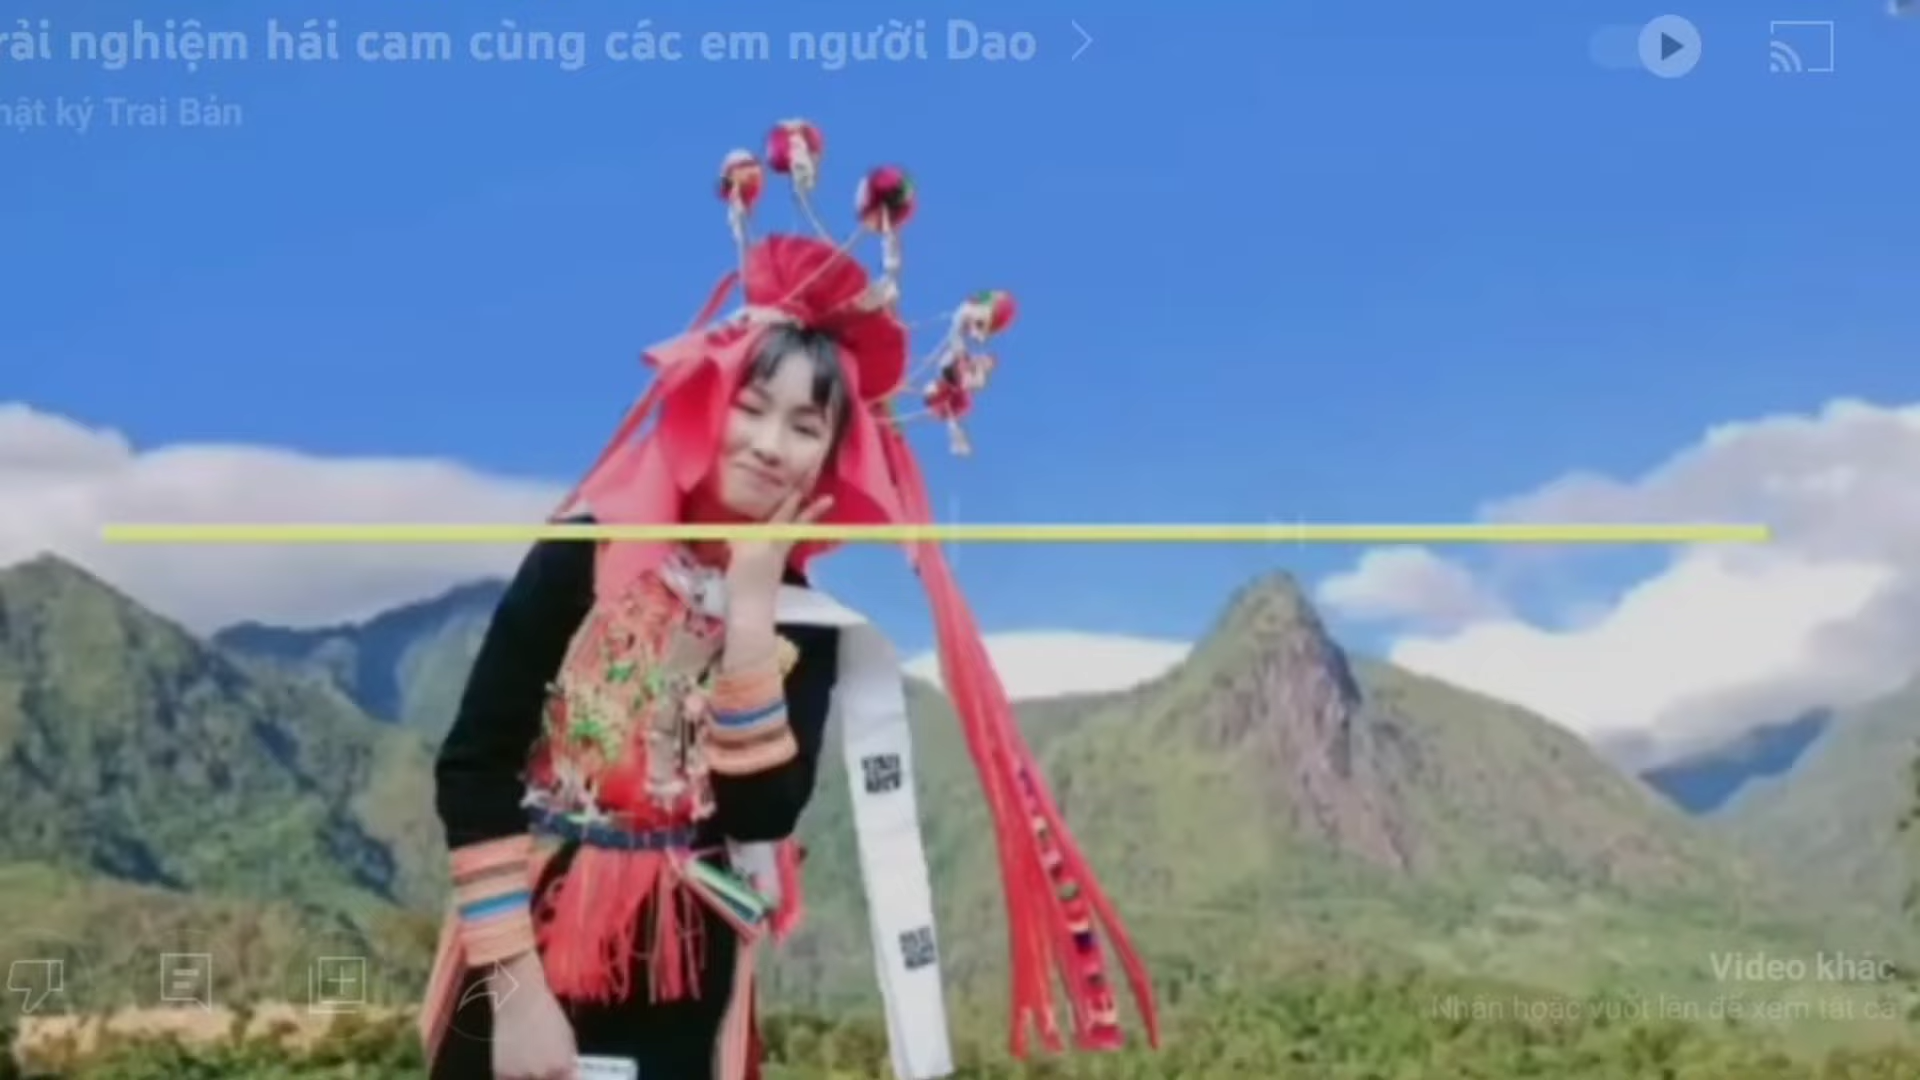 rải nghiệm hái cam cùng các em người Dao
hật ký Trai Bản
Video khác
Nhấn hoặc vuốt lên để xem tất cả